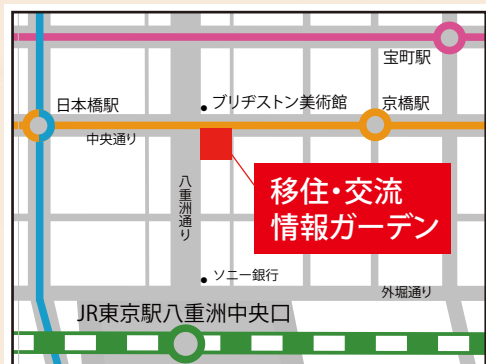 宝町駅
日本橋駅
ブリヂストン美術館
京橋駅
中央通り
八重洲通り
移住・交流
情報ガーデン
ソニー銀行
外堀通り
JR東京駅八重洲中央口